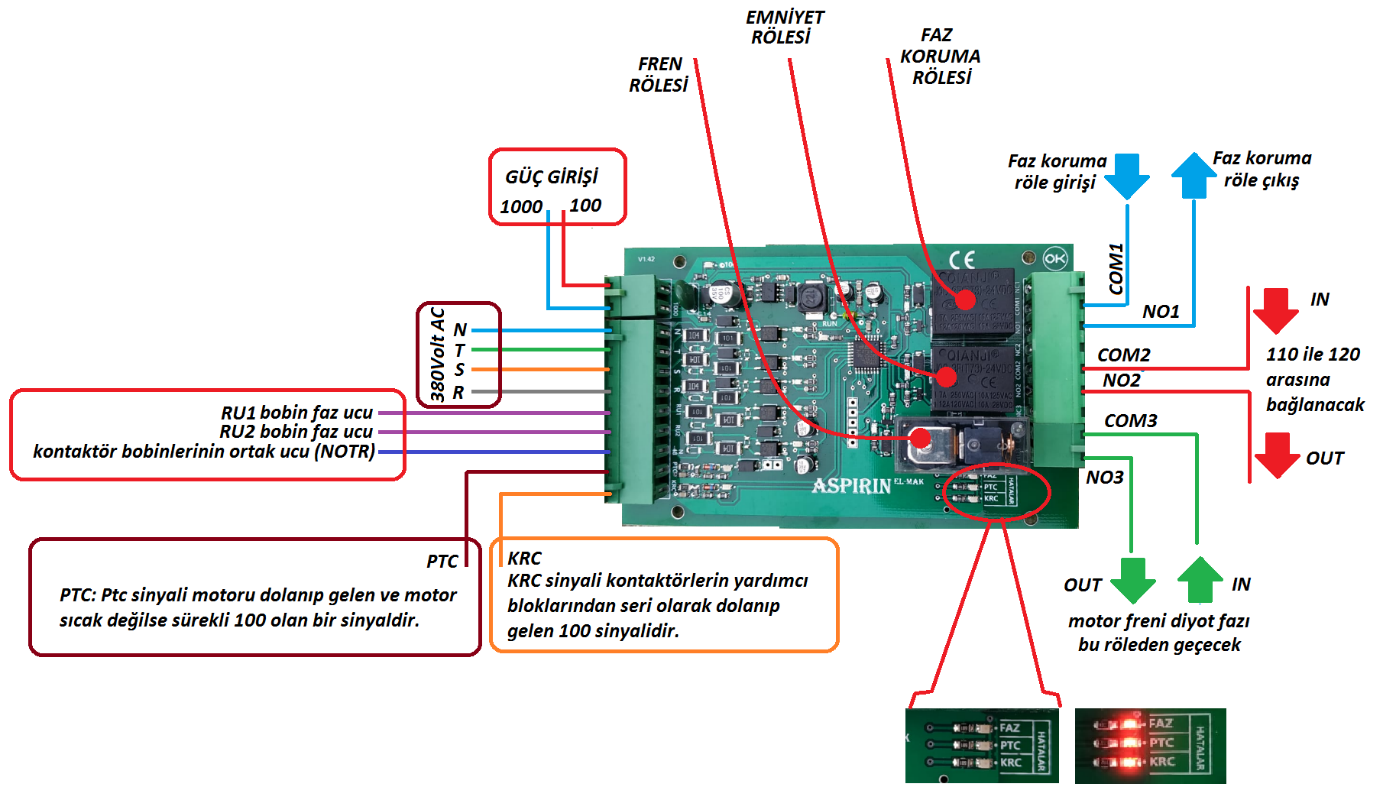 EMNİYET
RÖLESİ
FAZ
KORUMA
RÖLESİ
FREN
RÖLESİ
GÜÇ GİRİŞİ
1000 100
Faz koruma
röle girişi
Faz koruma
röle çıkış
COM1
NO1
IN
COM2
110 ile 120
arasına
bağlanacak
NO2
COM3
OUT
NO3
380Volt AC
N
T
S
R
RU1 bobin faz ucu
RU2 bobin faz ucu
kontaktör bobinlerinin ortak ucu (NOTR)
V1.42
RUN
CE
OK
ASPIRIN
EL-MAK
FAZ
PTC
KRC
HATALAR
PTC
PTC: Ptc sinyali motoru dolanıp gelen ve motor
sıcak değilse sürekli 100 olan bir sinyaldir.
KRC
KRC sinyali kontaktörlerin yardımcı
bloklarından seri olarak dolanıp
gelen 100 sinyalidir.
OUT
IN
motor freni diyot fazı
bu röleden geçecek
FAZ
PTC
KRC
HATALAR
FAZ
PTC
KRC
HATALAR